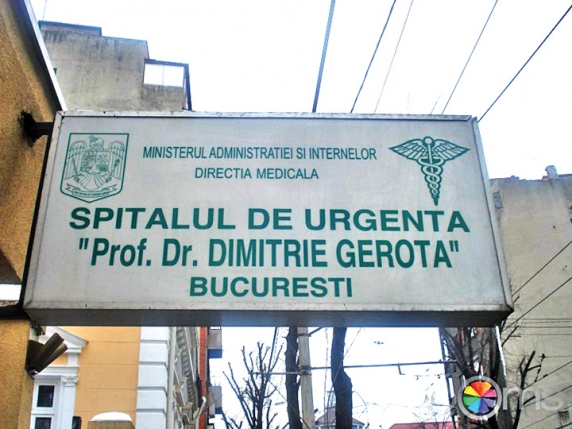 MINISTERUL ADMINISTRATIEI SI INTERNELOR
DIRECTIA MEDICALA
SPITALUL DE URGENTA
"Prof. Dr. DIMITRIE GEROTA"
BUCURESTI